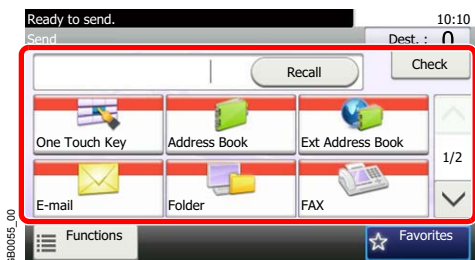 Ready to send. 10:10
Send Dest. : 0
Recall Check
One Touch Key Address Book Ext Address Book
1/2
E-mail Folder FAX
Functions Favorites
B0055_00